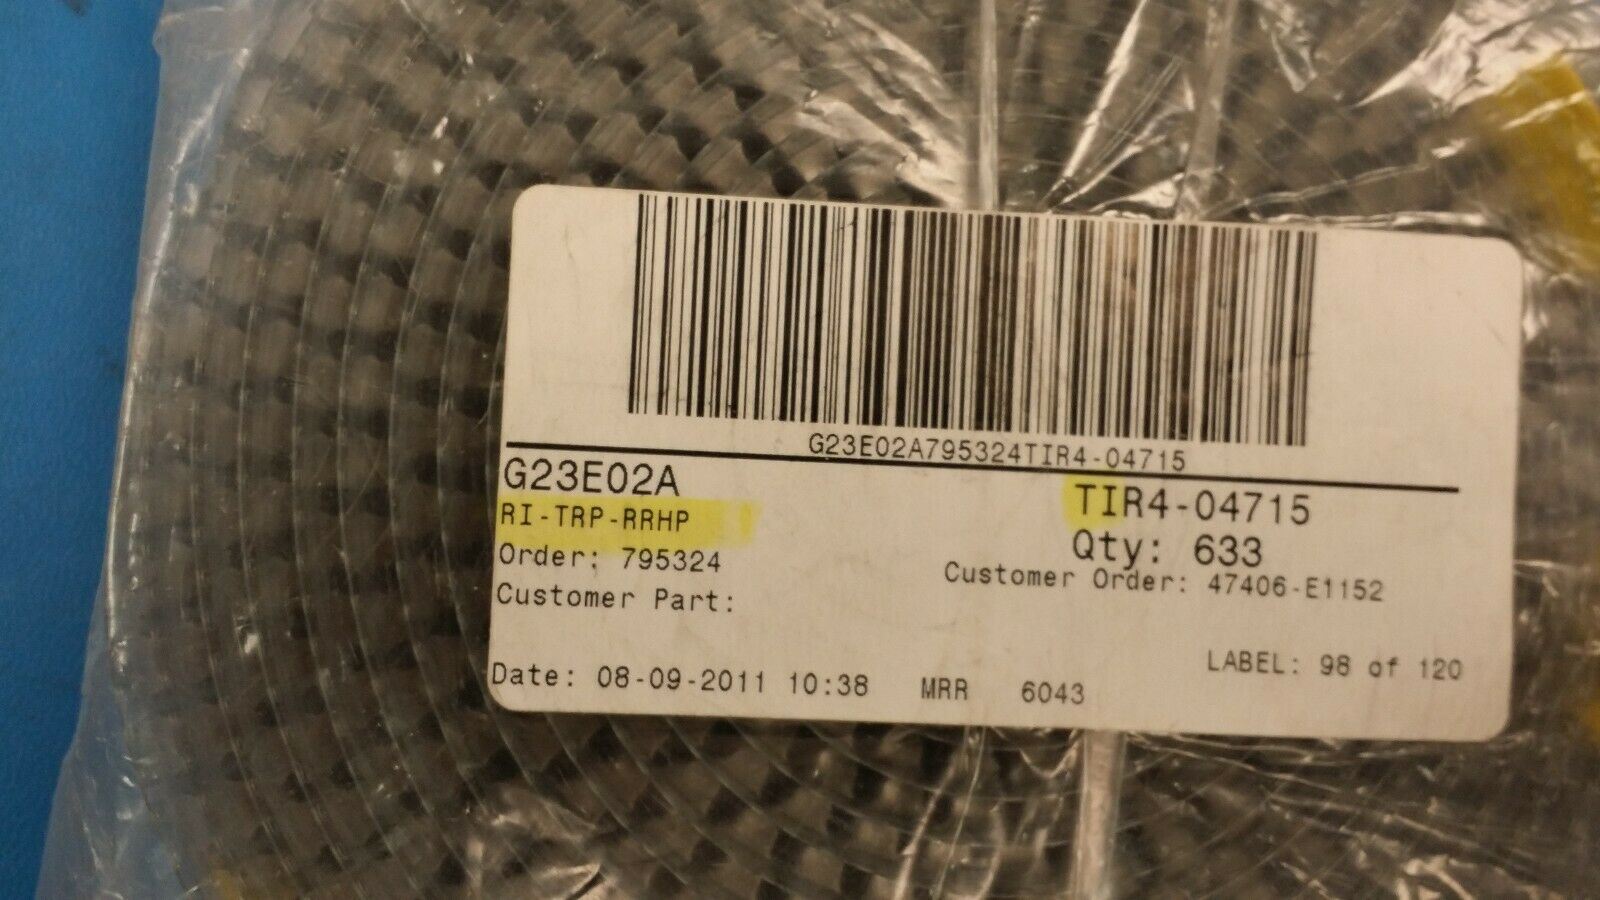 G23E02A795324TIR4-04715
G23E02A
TIR4-04715
RI-TRP-RRHP
Qty: 633
Order: 795324
Customer Order: 47406-E1152
Customer Part:
LABEL: 98 of 120
Date: 08-09-2011 10:38 MRR 6043